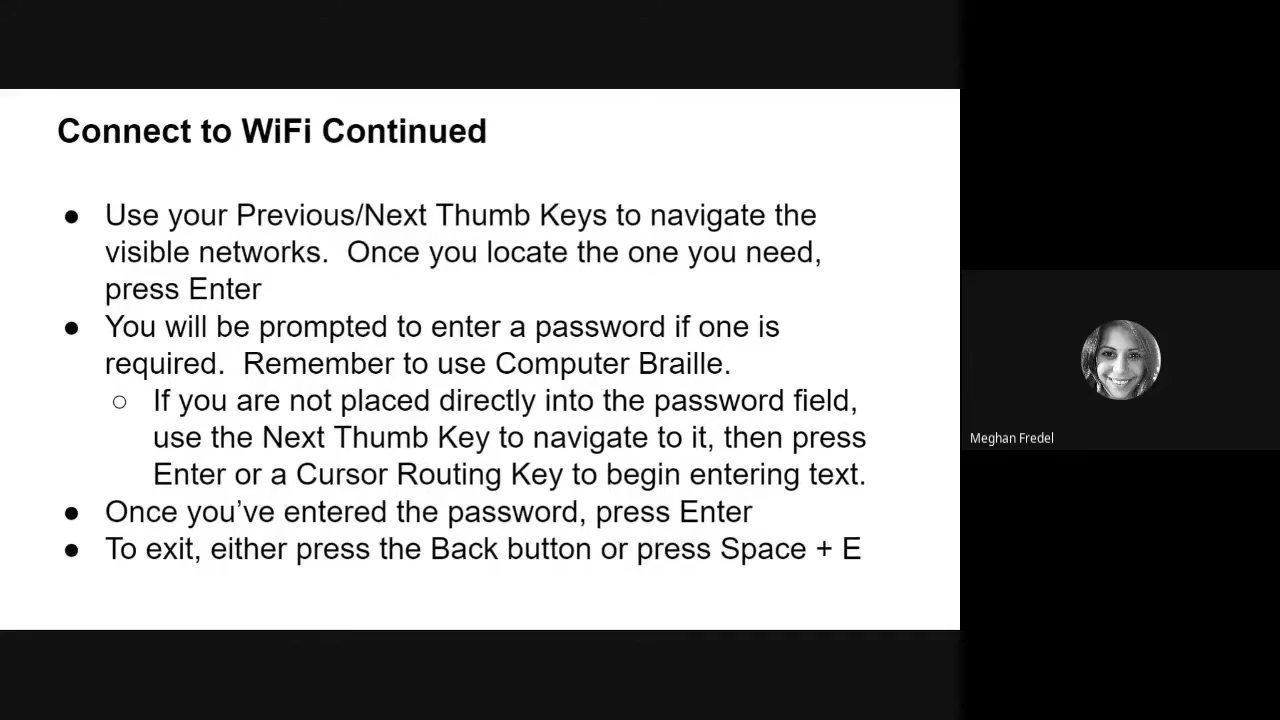 Connect to WiFi Continued
● Use your Previous/Next Thumb Keys to navigate the
visible networks.  Once you locate the one you need,
press Enter
● You will be prompted to enter a password if one is
required.  Remember to use Computer Braille.
○ If you are not placed directly into the password field,
use the Next Thumb Key to navigate to it, then press
Enter or a Cursor Routing Key to begin entering text.
● Once you’ve entered the password, press Enter
● To exit, either press the Back button or press Space + E
Meghan Fredel